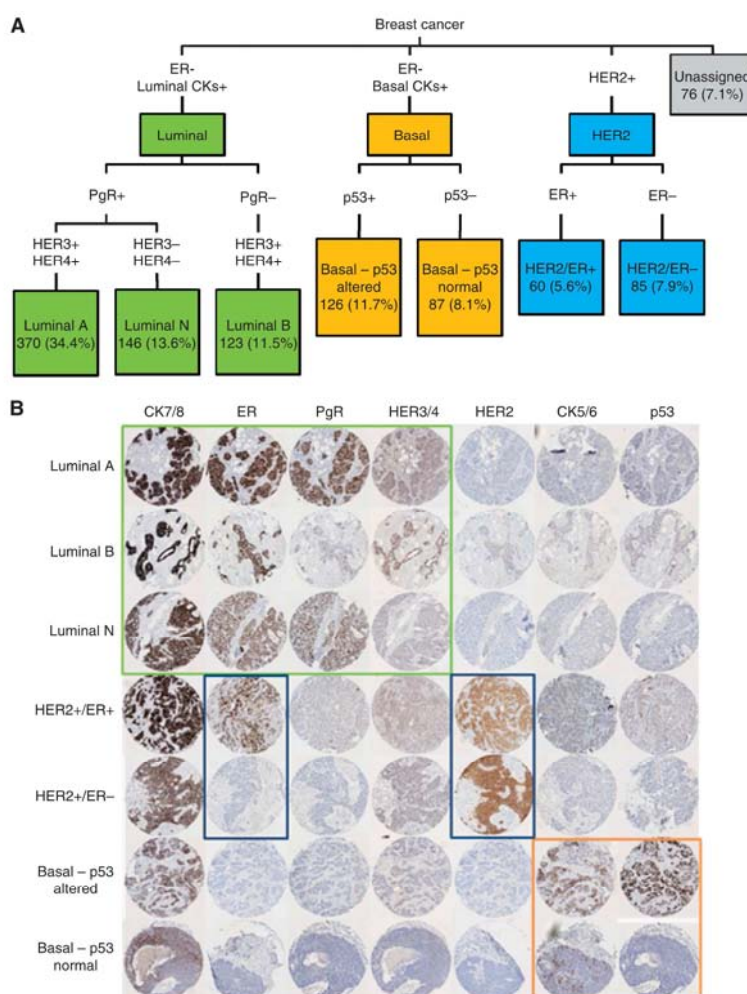 A
Breast cancer
ER-
Luminal CKs+
ER-
Basal CKs+
HER2+
Unassigned
76 (7.1%)
Luminal
Basal
HER2
PgR+
PgR–
p53+
p53–
ER+
ER–
HER3+
HER4+
HER3–
HER4–
HER3+
HER4+
Luminal A
370 (34.4%)
Luminal N
146 (13.6%)
Luminal B
123 (11.5%)
Basal – p53
altered
126 (11.7%)
Basal – p53
normal
87 (8.1%)
HER2/ER+
60 (5.6%)
HER2/ER–
85 (7.9%)
B
CK7/8 ER PgR HER3/4 HER2 CK5/6 p53
Luminal A
Luminal B
Luminal N
HER2+/ER+
HER2+/ER–
Basal – p53
altered
Basal – p53
normal